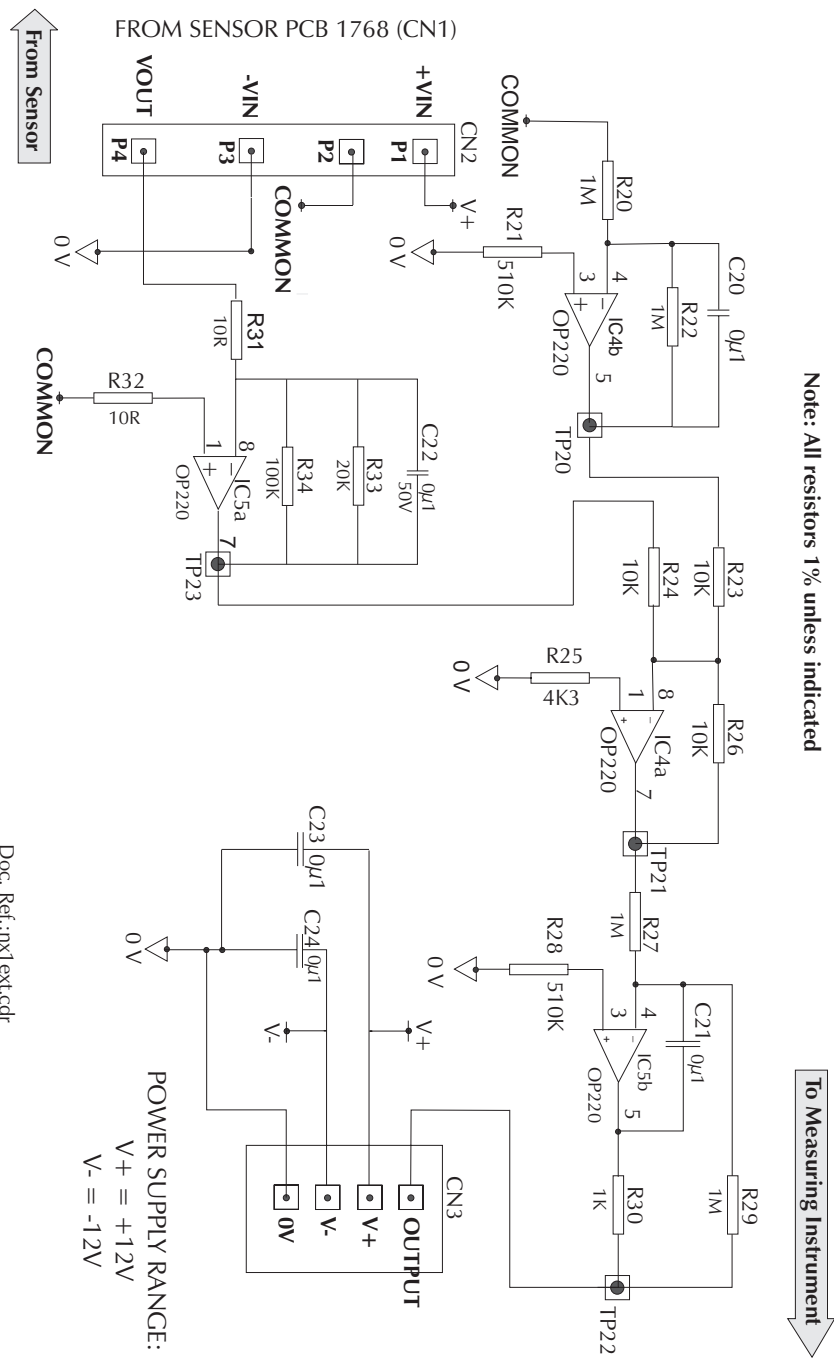 From Sensor
FROM SENSOR PCB 1768 (CN1)
To Measuring Instrument
Note: All resistors 1% unless indicated
CN2
+VIN
P1
V+
P2
COMMON
-VIN
P3
0 V
VOUT
P4
COMMON
R20
1M
R21
510K
0 V
C20
0µ1
R22
1M
4
3
IC4b
OP220
5
TP20
R31
10R
R32
10R
COMMON
C22
0µ1
50V
R33
20K
R34
100K
8
1
IC5a
OP220
7
TP23
R23
10K
R24
10K
R25
4K3
0 V
R26
10K
8
1
IC4a
OP220
7
TP21
R27
1M
R28
510K
0 V
C21
0µ1
4
3
IC5b
OP220
5
R29
1M
R30
1K
TP22
C23
0µ1
C24
0µ1
0 V
V+
V-
CN3
OUTPUT
V+
V-
0V
POWER SUPPLY RANGE:
V+ = +12V
V- = -12V
Doc. Ref.:px1ext.cdr